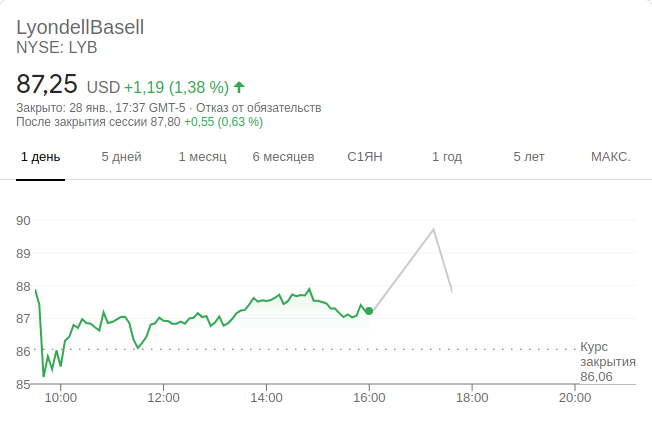 LyondellBasell
NYSE: LYB
87,25 USD +1,19 (1,38 %)
Закрыто: 28 янв., 17:37 GMT-5 · Отказ от обязательств
После закрытия сессии 87,80 +0,55 (0,63 %)
1 день 5 дней 1 месяц 6 месяцев С1ЯН 1 год 5 лет МАКС.
90
89
88
87
86
85
Курс
закрытия
86,06
10:00 12:00 14:00 16:00 18:00 20:00